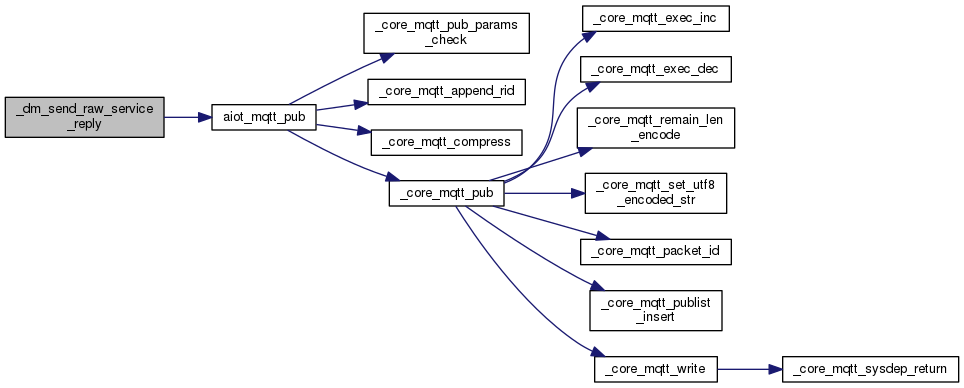 _dm_send_raw_service
_reply
aiot_mqtt_pub
_core_mqtt_pub_params
_check
_core_mqtt_append_rid
_core_mqtt_compress
_core_mqtt_pub
_core_mqtt_exec_inc
_core_mqtt_exec_dec
_core_mqtt_remain_len
_encode
_core_mqtt_set_utf8
_encoded_str
_core_mqtt_packet_id
_core_mqtt_publist
_insert
_core_mqtt_write
_core_mqtt_sysdep_return